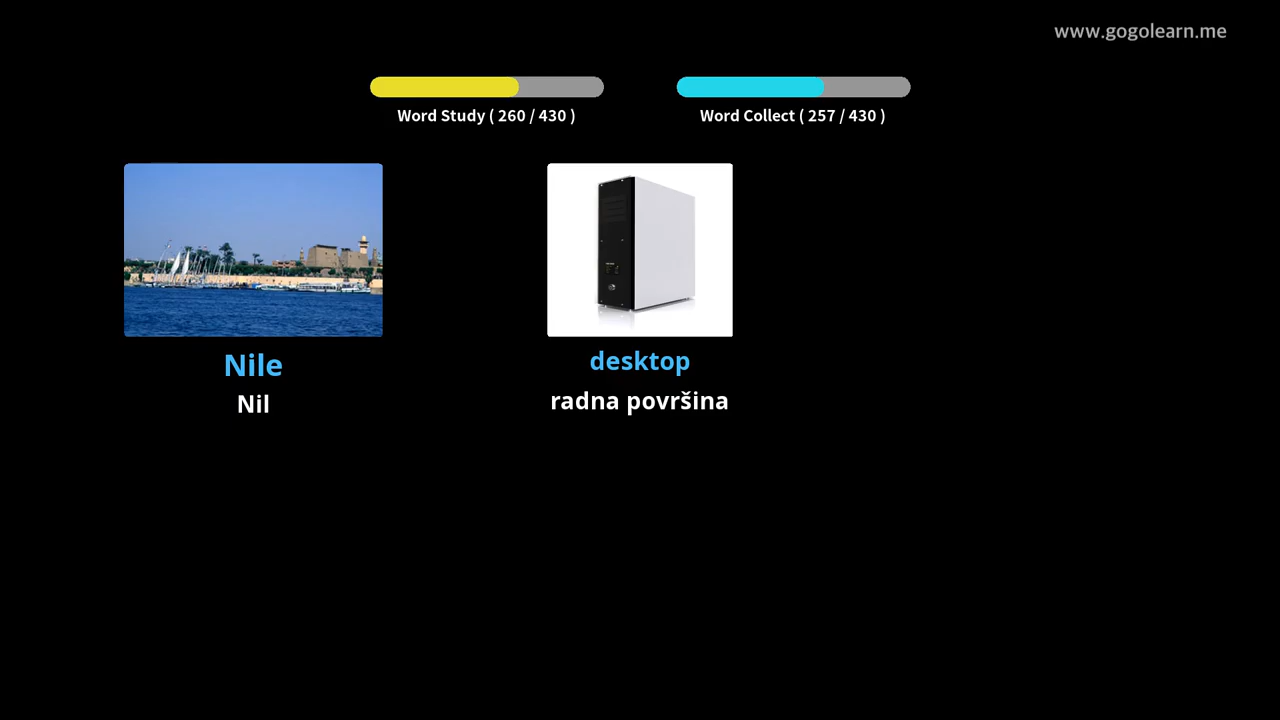 www.gogolearn.me
Word Study ( 260 / 430 )
Word Collect ( 257 / 430 )
Nile
Nil
desktop
radna površina